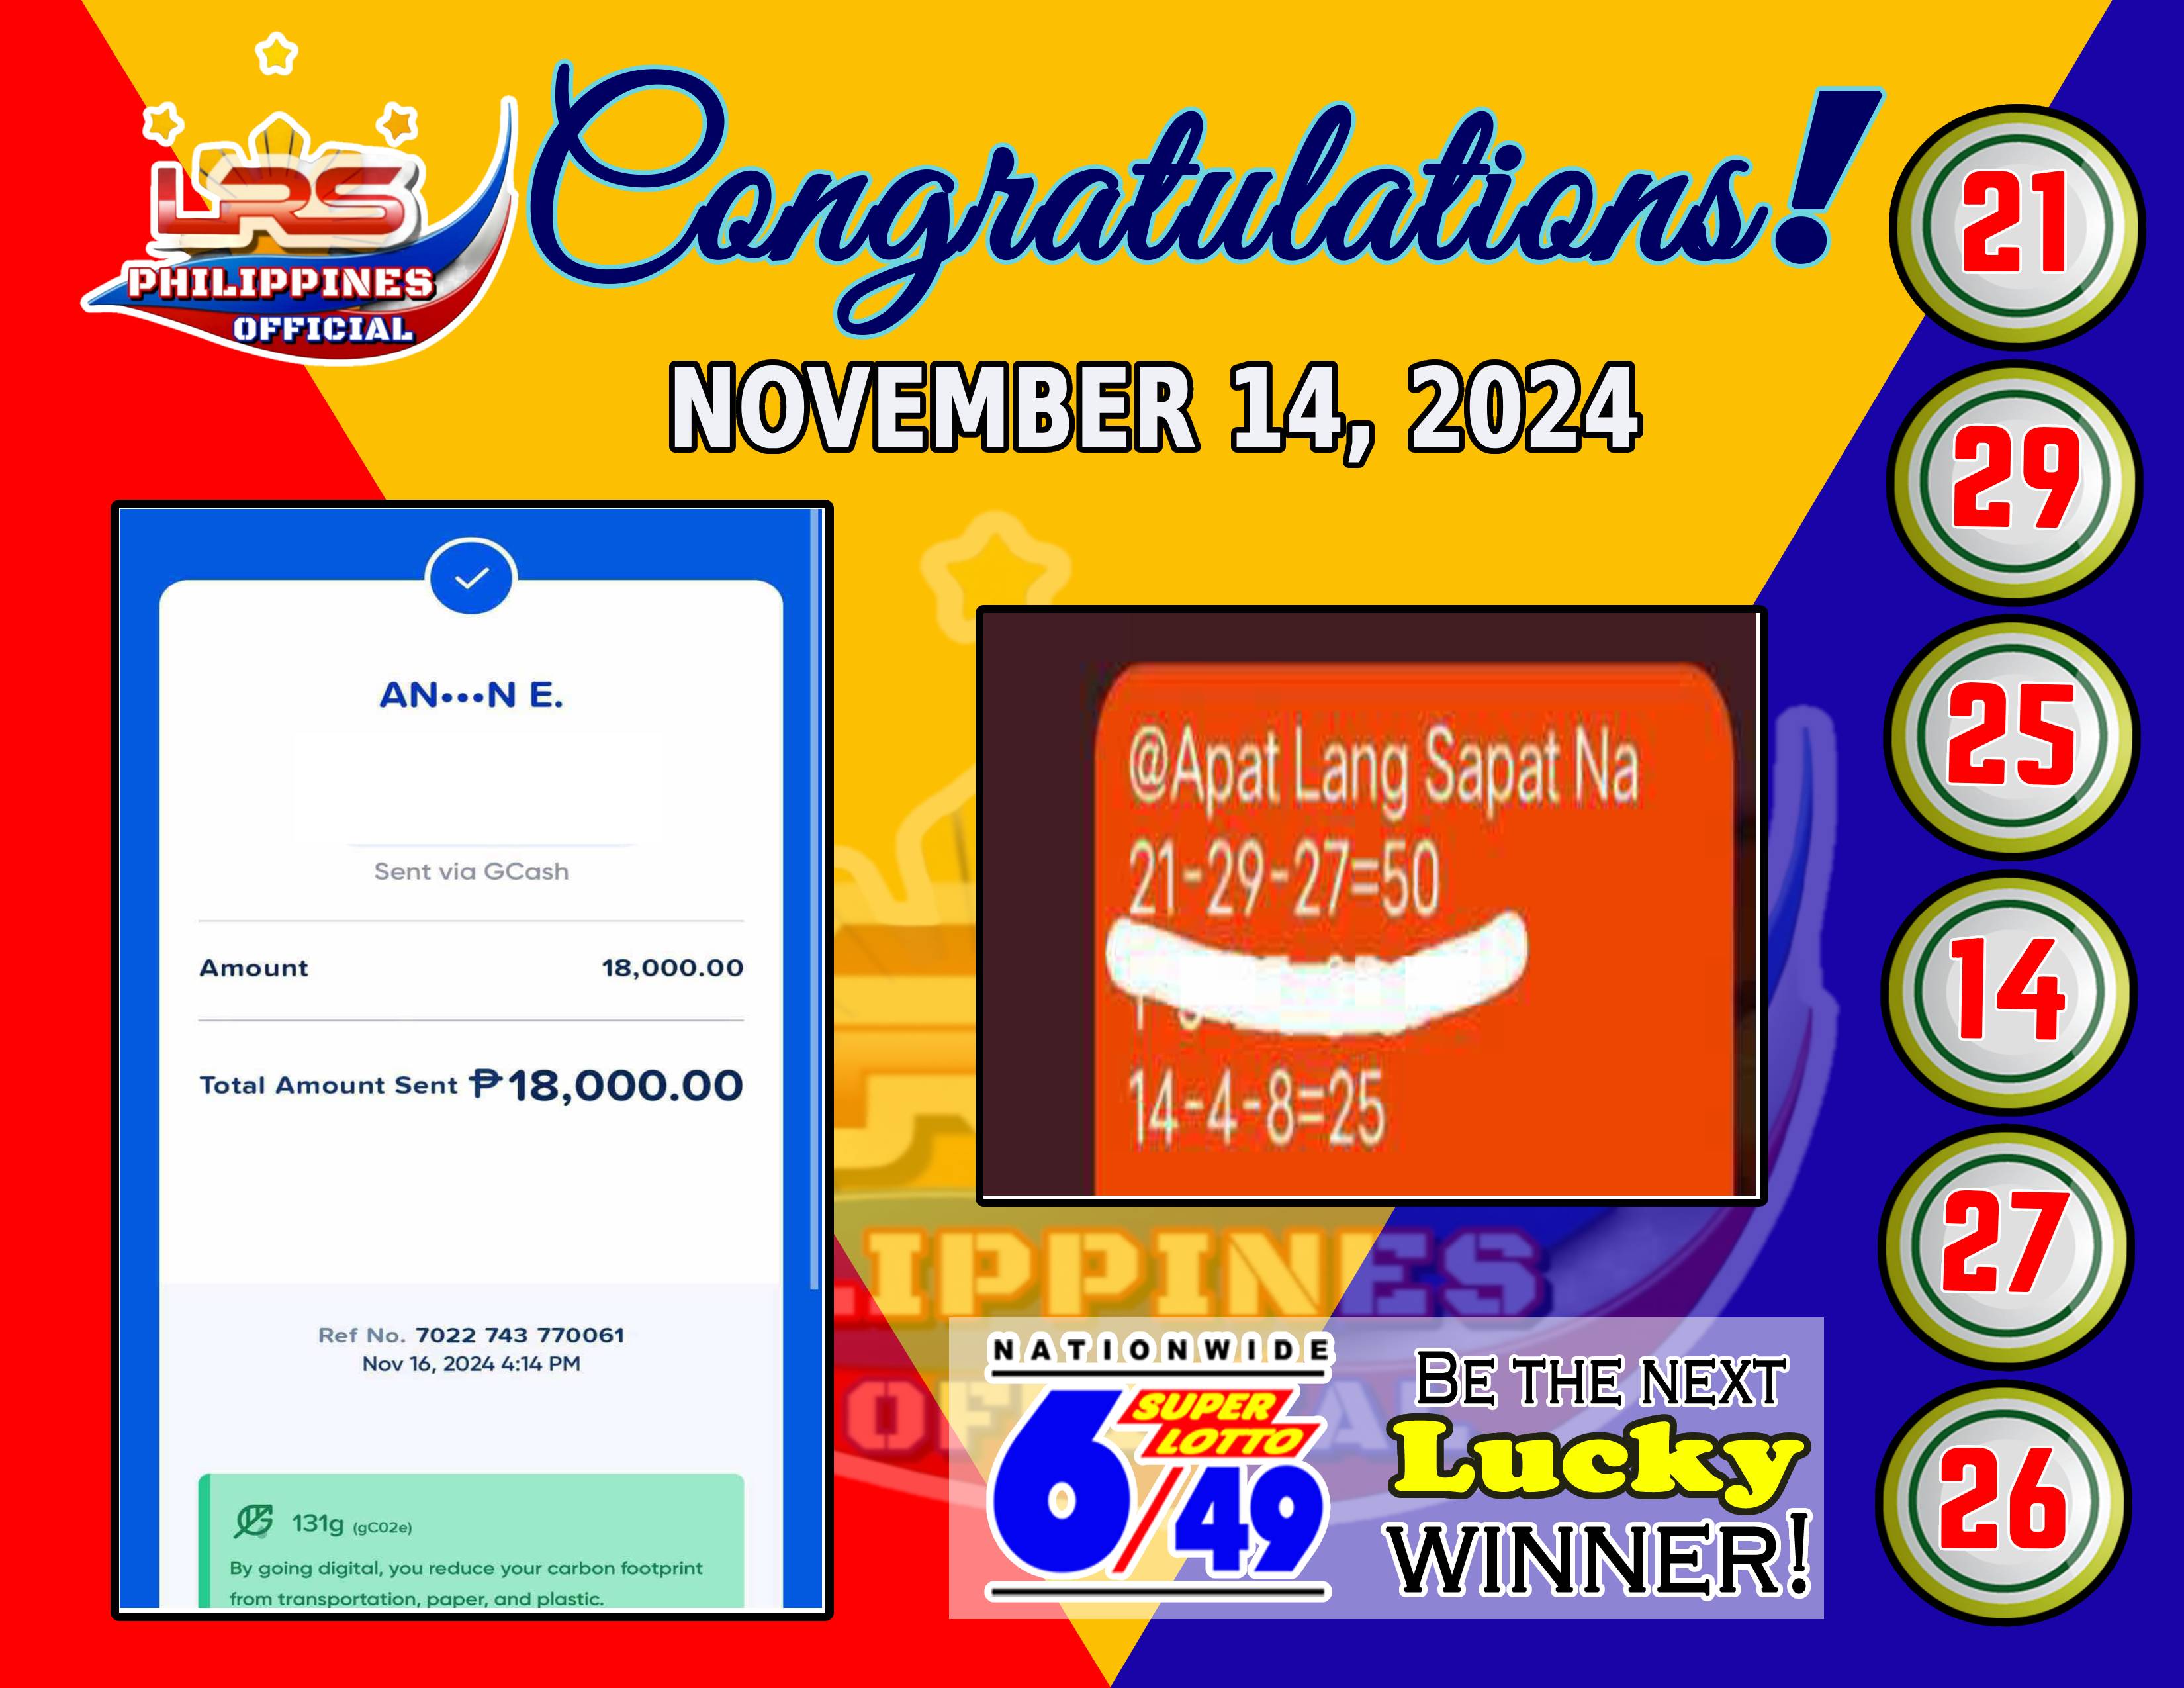 LRS
PHILIPPINES
OFFICIAL
Congratulations!
NOVEMBER 14, 2024
AN•••N E.
Sent via GCash
Amount 18,000.00
Total Amount Sent ₱18,000.00
Ref No. 7022 743 770061
Nov 16, 2024 4:14 PM
131g (gC02e)
By going digital, you reduce your carbon footprint
from transportation, paper, and plastic.
@Apat Lang Sapat Na
21-29-27=50
14-4-8=25
LIPPINES
NATIONWIDE
SUPER
LOTTO
6/49
BE THE NEXT
Lucky
WINNER!
21
29
25
14
27
26